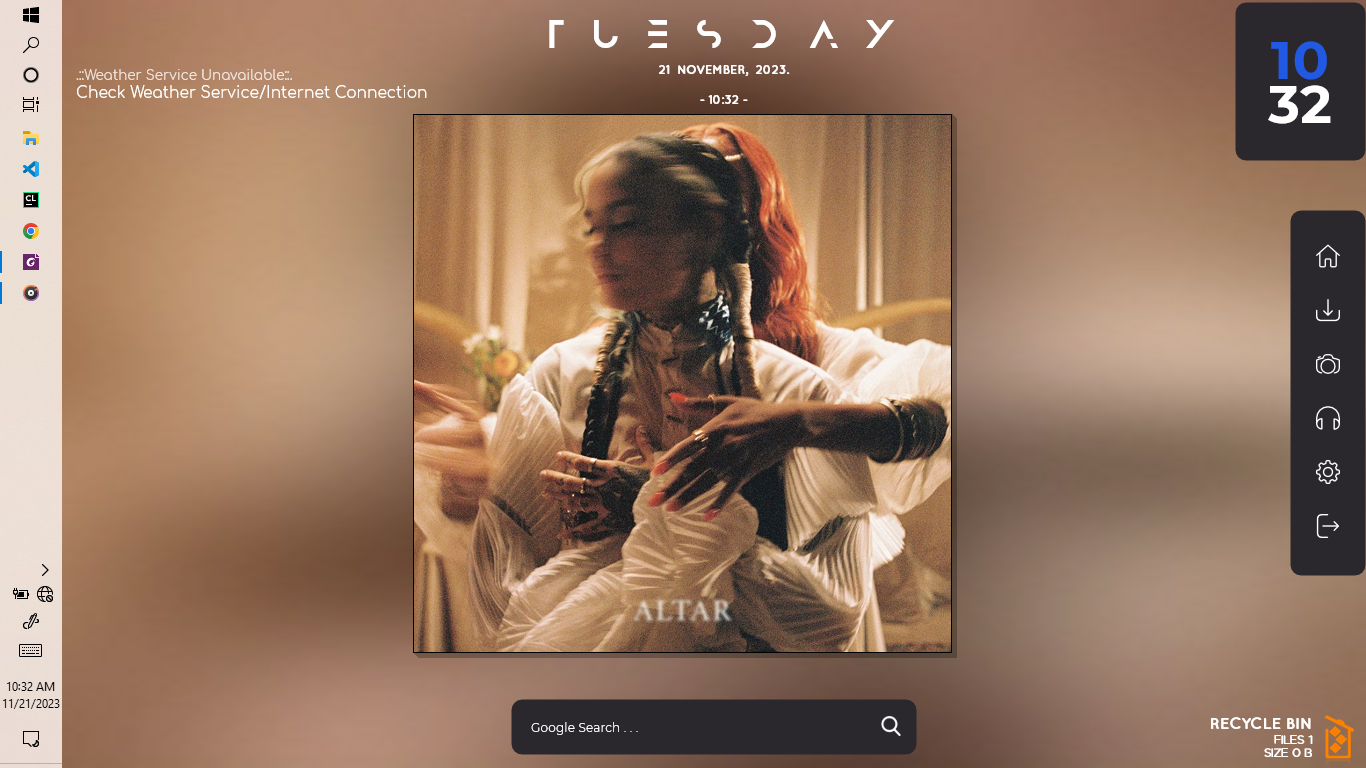 TUESDAY
21 NOVEMBER, 2023.
- 10:32 -
.::Weather Service Unavailable::.
Check Weather Service/Internet Connection
10
32
CL
ALTAR
Google Search . . .
10:32 AM
11/21/2023
RECYCLE BIN
FILES 1
SIZE 0 B